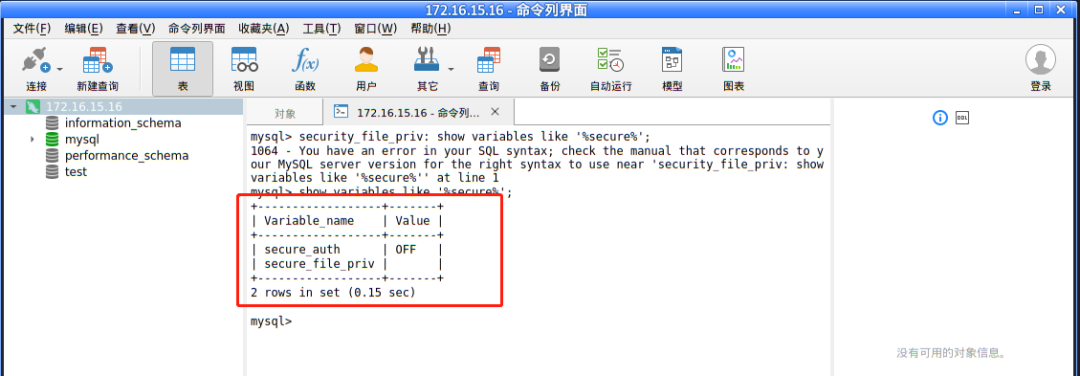 172.16.15.16 - 命令列界面
文件(F) 编辑(E) 查看(V) 命令列界面 收藏夹(A) 工具(T) 窗口(W) 帮助(H)
连接 新建查询 表 视图 函数 用户 其它 查询 备份 自动运行 模型 图表 登录
f(x)
172.16.15.16
information_schema
mysql
performance_schema
test
对象 172.16.15.16 - 命令列...
mysql> security_file_priv: show variables like '%secure%';
1064 - You have an error in your SQL syntax; check the manual that corresponds to y
our MySQL server version for the right syntax to use near 'security_file_priv: show
variables like '%secure%'' at line 1
mysql> show variables like '%secure%';
+------------------+-------+
| Variable_name    | Value |
+------------------+-------+
| secure_auth      | OFF   |
| secure_file_priv |       |
+------------------+-------+
2 rows in set (0.15 sec)
mysql>
DDL
没有可用的对象信息。